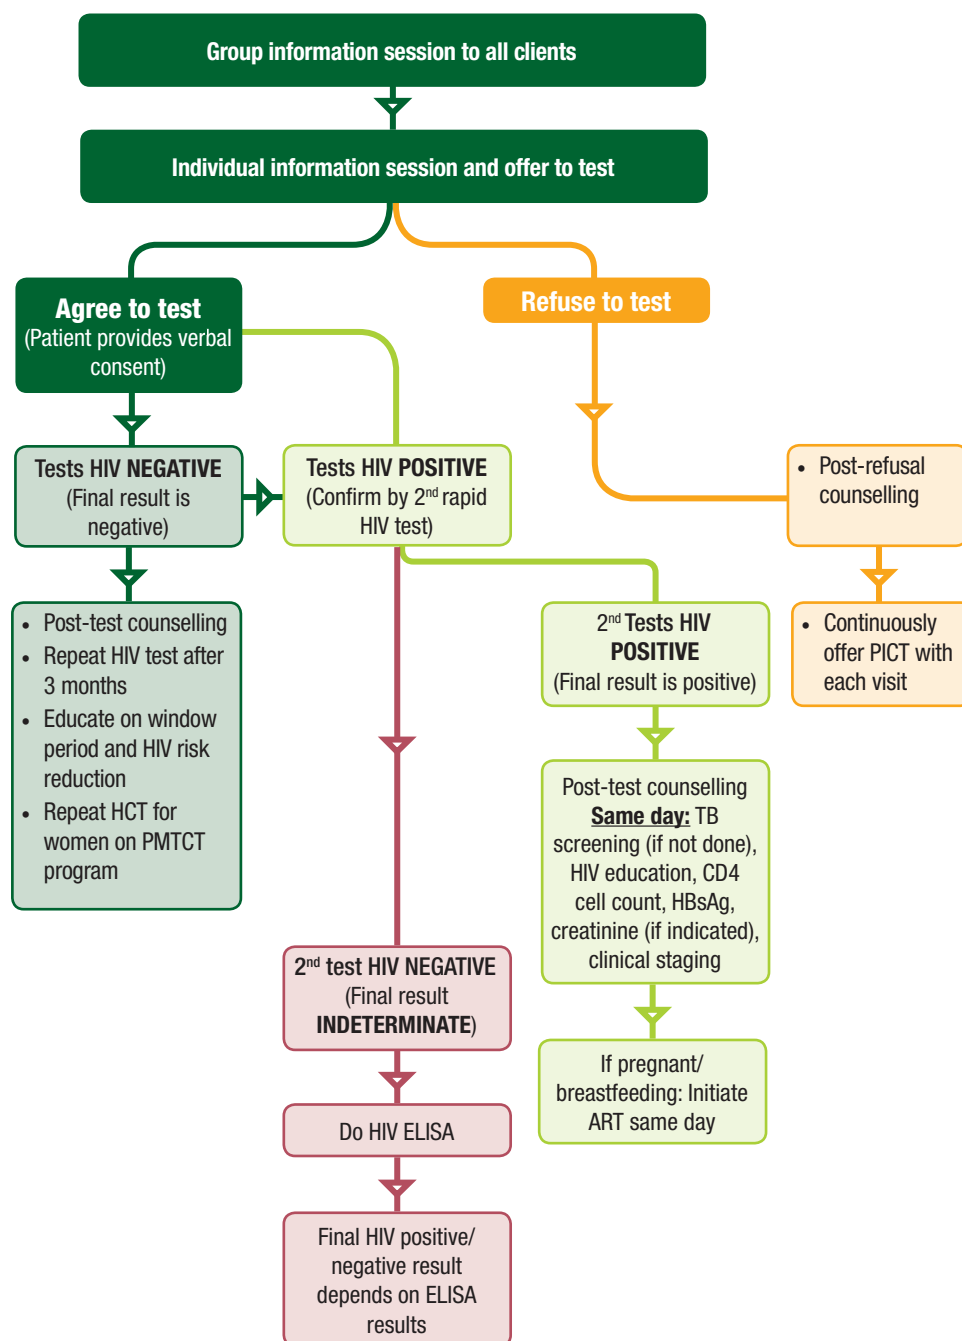 Group information session to all clients
Individual information session and offer to test
Agree to test
(Patient provides verbal
consent)
Refuse to test
Tests HIV NEGATIVE
(Final result is
negative)
Tests HIV POSITIVE
(Confirm by 2nd rapid
HIV test)
• Post-refusal
counselling
• Post-test counselling
• Repeat HIV test after
3 months
• Educate on window
period and HIV risk
reduction
• Repeat HCT for
women on PMTCT
program
2nd Tests HIV
POSITIVE
(Final result is positive)
• Continuously
offer PICT with
each visit
Post-test counselling
Same day: TB
screening (if not done),
HIV education, CD4
cell count, HBsAg,
creatinine (if indicated),
clinical staging
2nd test HIV NEGATIVE
(Final result
INDETERMINATE)
If pregnant/
breastfeeding: Initiate
ART same day
Do HIV ELISA
Final HIV positive/
negative result
depends on ELISA
results